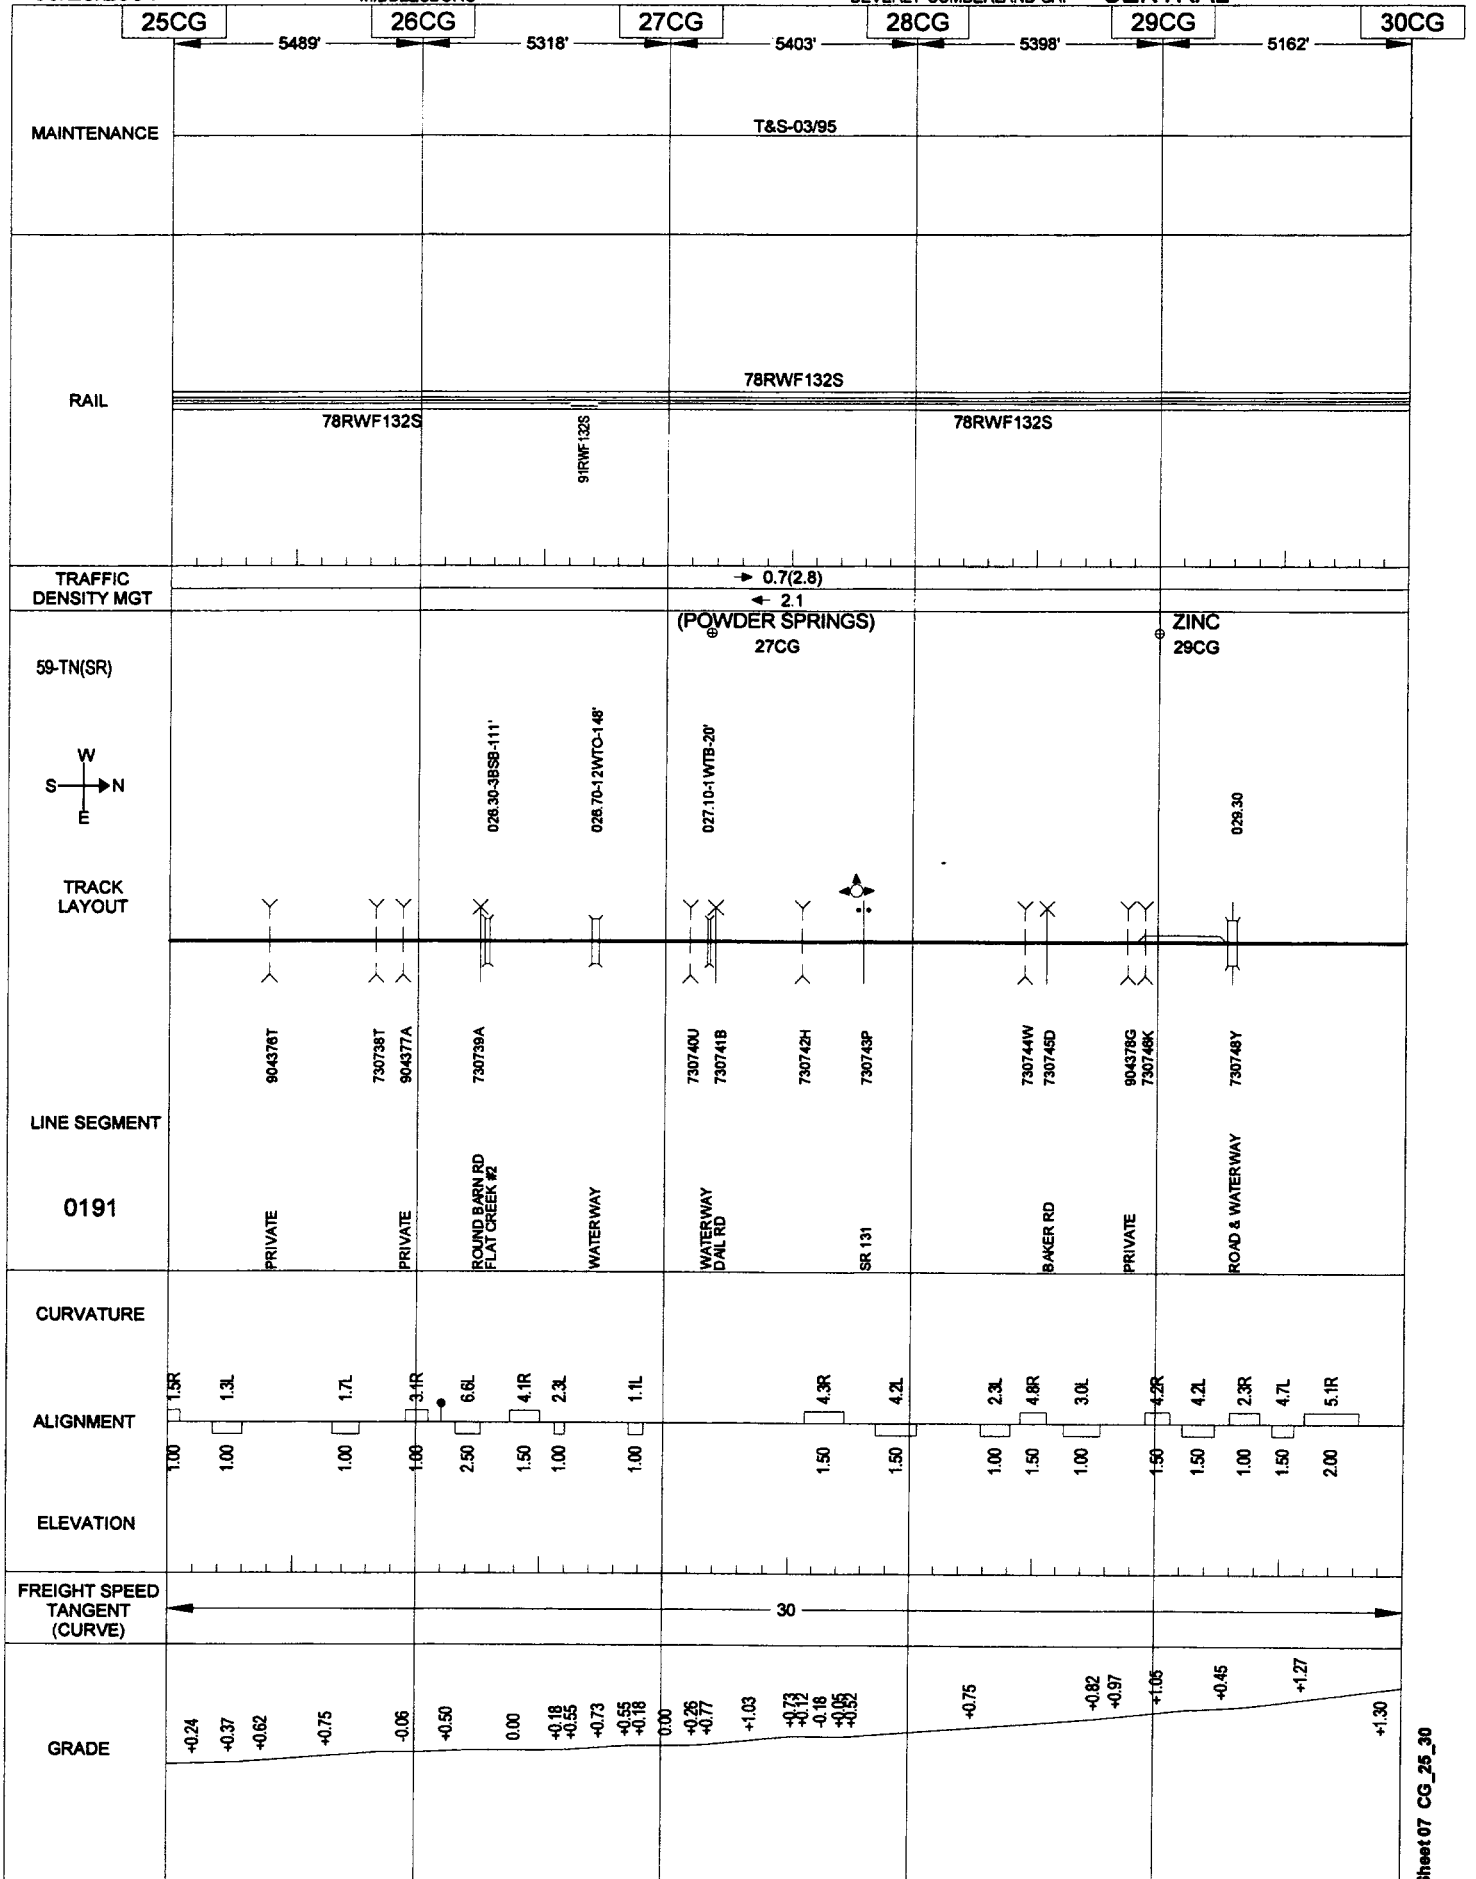 25CG 26CG 27CG 28CG 29CG 30CG
5489' 5318' 5403' 5398' 5162'
MAINTENANCE
T&S-03/95
RAIL
78RWF132S
78RWF132S
78RWF132S
91RWF132S
TRAFFIC
DENSITY MGT
0.7(2.8)
2.1
(POWDER SPRINGS)
27CG
ZINC
29CG
59-TN(SR)
W
S N
E
026.30-3BSB-111'
026.70-12WTO-148'
027.10-1WTB-20'
029.30
TRACK
LAYOUT
904376T
730738T
904377A
730739A
730740U
730741B
730742H
730743P
730744W
730745D
904378G
730746K
730748Y
LINE SEGMENT
0191
PRIVATE
PRIVATE
ROUND BARN RD
FLAT CREEK #2
WATERWAY
WATERWAY
DAIL RD
SR 131
BAKER RD
PRIVATE
ROAD & WATERWAY
CURVATURE
1.5R 1.3L 1.7L 3.1R 6.6L 4.1R 2.3L 1.1L 4.3R 4.2L 2.3L 4.8R 3.0L 4.2R 4.2L 2.3R 4.7L 5.1R
ALIGNMENT
1.00 1.00 1.00 1.00 2.50 1.50 1.00 1.00 1.50 1.50 1.00 1.50 1.00 1.50 1.50 1.00 1.50 2.00
ELEVATION
FREIGHT SPEED
TANGENT
(CURVE)
30
GRADE
+0.24 +0.37 +0.62 +0.75 -0.06 +0.50 0.00 +0.18 +0.55 +0.73 +0.55 +0.18 0.00 +0.26 +0.77 +1.03 +0.73 +0.12 -0.18 +0.05 +0.52 +0.75 +0.82 +0.97 +1.05 +0.45 +1.27 +1.30
Sheet 07 CG_25_30